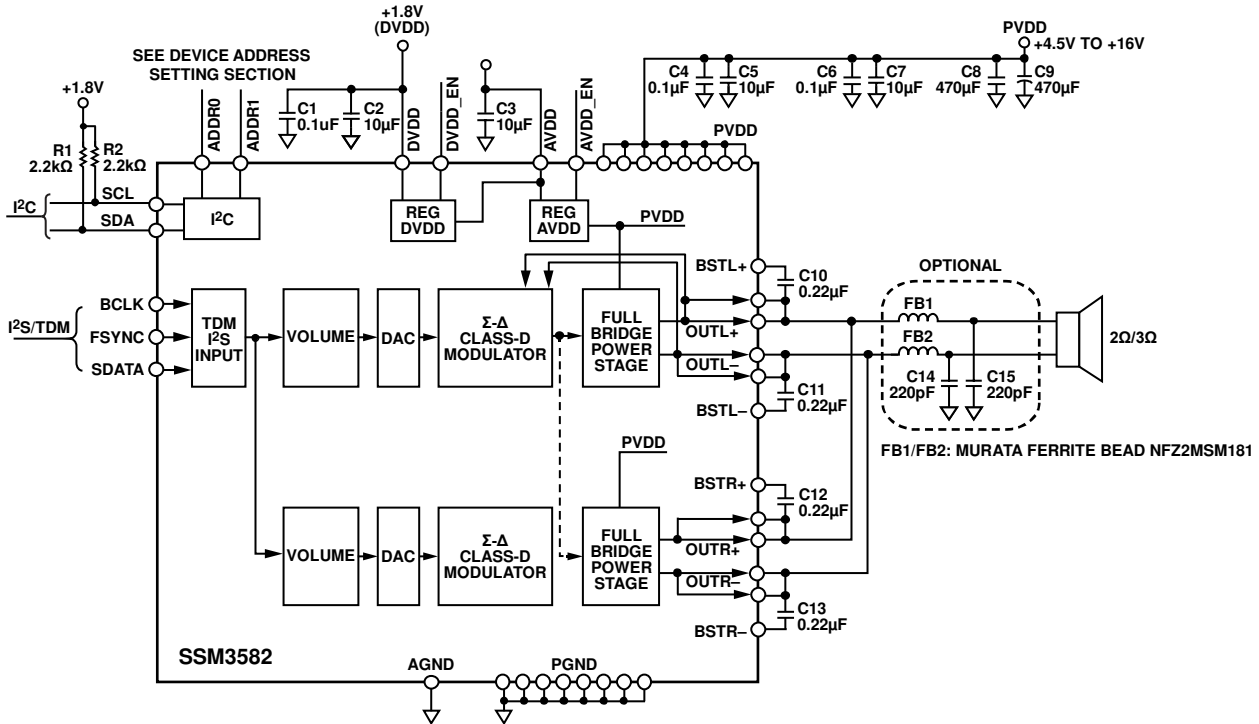 +1.8V
(DVDD)
PVDD
+4.5V TO +16V
SEE DEVICE ADDRESS
SETTING SECTION
+1.8V
R1
2.2kΩ
R2
2.2kΩ
ADDR0
ADDR1
C1
0.1uF
C2
10µF
DVDD
DVDD_EN
C3
10µF
AVDD
AVDD_EN
C4
0.1µF
C5
10µF
C6
0.1µF
C7
10µF
C8
470µF
C9
470µF
PVDD
I²C
SCL
SDA
I²C
REG
DVDD
REG
AVDD
PVDD
I²S/TDM
BCLK
FSYNC
SDATA
TDM
I²S
INPUT
VOLUME
DAC
Σ-Δ
CLASS-D
MODULATOR
FULL
BRIDGE
POWER
STAGE
BSTL+
C10
0.22µF
OUTL+
OUTL–
C11
0.22µF
BSTL–
OPTIONAL
FB1
FB2
C14
220pF
C15
220pF
2Ω/3Ω
FB1/FB2: MURATA FERRITE BEAD NFZ2MSM181
PVDD
VOLUME
DAC
Σ-Δ
CLASS-D
MODULATOR
FULL
BRIDGE
POWER
STAGE
BSTR+
C12
0.22µF
OUTR+
OUTR–
C13
0.22µF
BSTR–
SSM3582
AGND
PGND